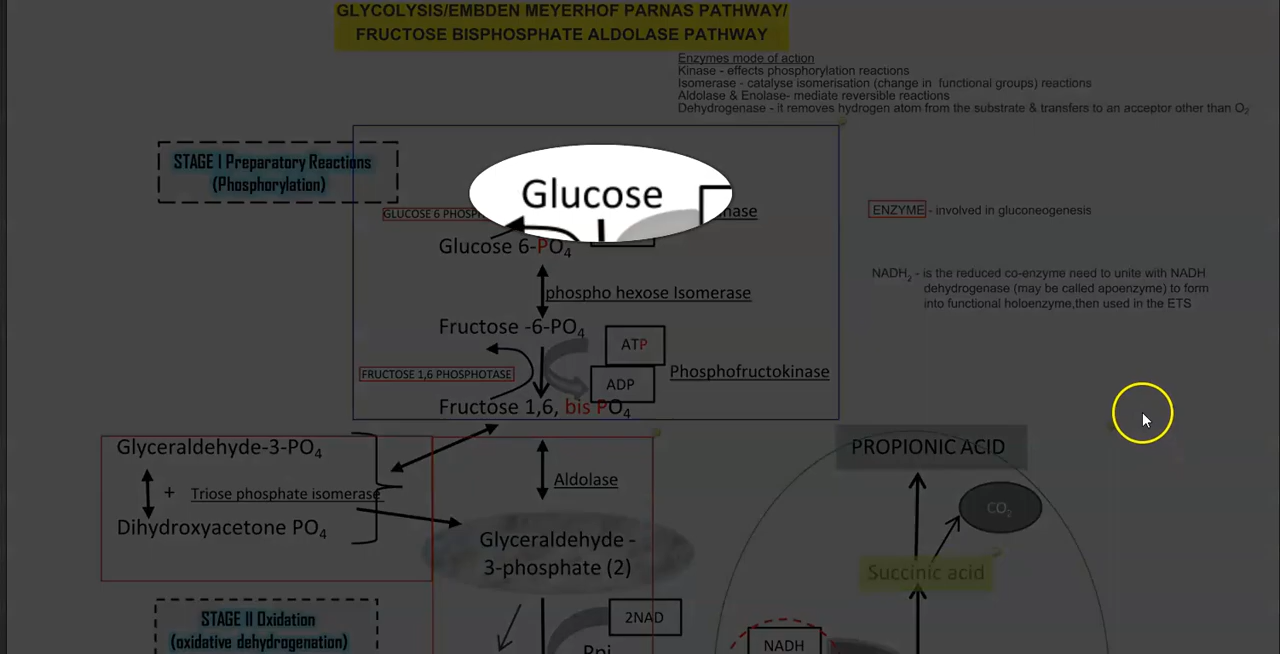 GLYCOLYSIS/EMBDEN MEYERHOF PARNAS PATHWAY/
FRUCTOSE BISPHOSPHATE ALDOLASE PATHWAY
Enzymes mode of action
Kinase - effects phosphorylation reactions
Isomerase - catalyse isomerisation (change in functional groups) reactions
Aldolase & Enolase- mediate reversible reactions
Dehydrogenase - it removes hydrogen atom from the substrate & transfers to an acceptor other than O₂
STAGE I Preparatory Reactions
(Phosphorylation)
Glucose
GLUCOSE 6
Glucose 6-PO₄
phospho hexose Isomerase
Fructose -6-PO₄
ATP
ADP
Phosphofructokinase
FRUCTOSE 1,6 PHOSPHOTASE
Fructose 1,6, bis PO₄
ENZYME - involved in gluconeogenesis
NADH₂ - is the reduced co-enzyme need to unite with NADH
dehydrogenase (may be called apoenzyme) to form
into functional holoenzyme,then used in the ETS
Glyceraldehyde-3-PO₄
+ Triose phosphate isomerase
Dihydroxyacetone PO₄
Aldolase
Glyceraldehyde -
3-phosphate (2)
STAGE II Oxidation
(oxidative dehydrogenation)
2NAD
PROPIONIC ACID
CO₂
Succinic acid
NADH